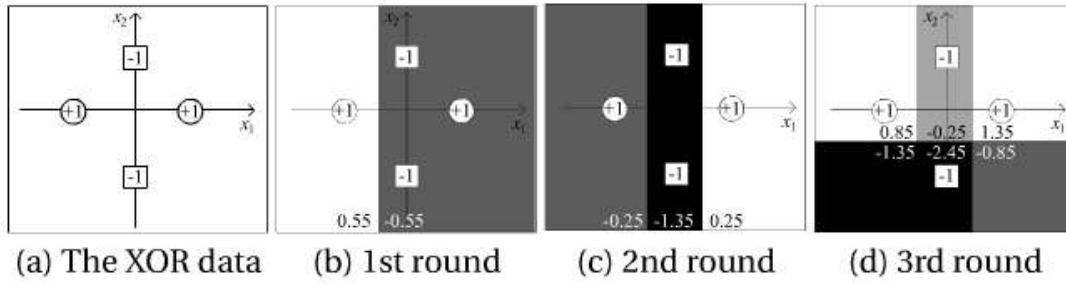 x₂
-1
+1 +1
x₁
-1
(a) The XOR data
x₂
-1
+1 +1
x₁
-1
0.55 -0.55
(b) 1st round
-1
+1 +1
x₁
-1
-0.25 -1.35 0.25
(c) 2nd round
x₂
-1
+1 +1
x₁
0.85 -0.25 1.35
-1.35 -2.45 -0.85
-1
(d) 3rd round